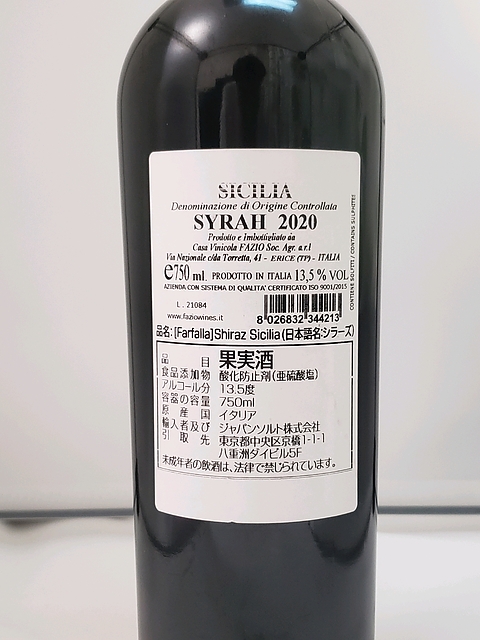 SICILIA
Denominazione di Origine Controllata
SYRAH 2020
Prodotto e imbottigliato da
Casa Vinicola FAZIO Soc. Agr. a.r.l
Via Nazionale c/da Torretta, 41 - ERICE (TP) - ITALIA
℮750 ml. PRODOTTO IN ITALIA 13,5 % VOL
AZIENDA CON SISTEMA DI QUALITA' CERTIFICATO ISO 9001/2015
CONTIENE SOLFITI / CONTAINS SULPHITES
L. 21084
www.faziowines.it
8 026832 344213
品名:[Farfalla]Shiraz Sicilia(日本語名:シラーズ)
品目 果実酒
食品添加物 酸化防止剤(亜硫酸塩)
アルコール分 13.5度
容器の容量 750ml
原産国 イタリア
輸入者及び ジャパンソルト株式会社
引取先 東京都中央区京橋1-1-1
八重洲ダイビル5F
未成年者の飲酒は、法律で禁じられています。